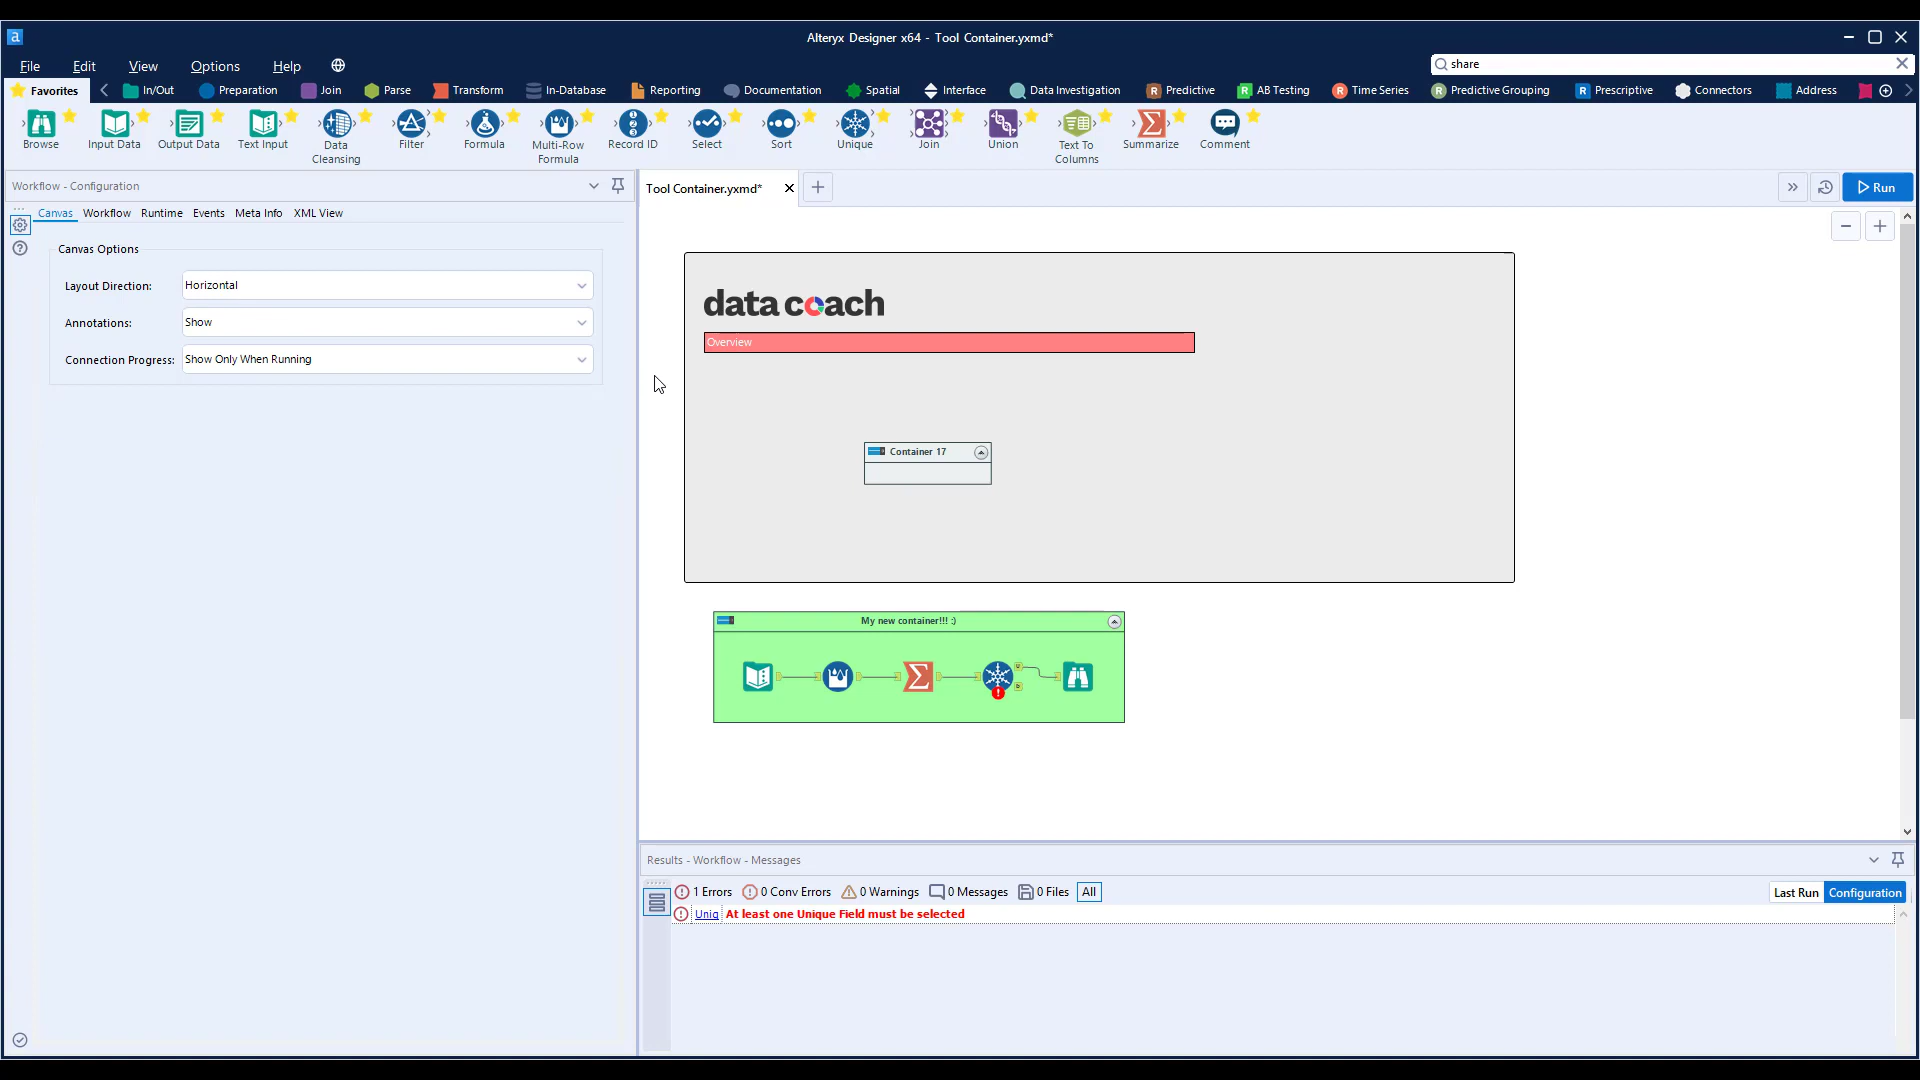 Alteryx Designer x64 - Tool Container.yxmd*
File Edit View Options Help
share
Favorites In/Out Preparation Join Parse Transform In-Database Reporting Documentation Spatial Interface Data Investigation Predictive AB Testing Time Series Predictive Grouping Prescriptive Connectors Address
Browse Input Data Output Data Text Input Data Cleansing Filter Formula Multi-Row Formula Record ID Select Sort Unique Join Union Text To Columns Summarize Comment
Workflow - Configuration
Tool Container.yxmd*
Run
Canvas Workflow Runtime Events Meta Info XML View
Canvas Options
Layout Direction: Horizontal
Annotations: Show
Connection Progress: Show Only When Running
data coach
Overview
Container 17
My new container!!! :)
Results - Workflow - Messages
1 Errors 0 Conv Errors 0 Warnings 0 Messages 0 Files All
Last Run Configuration
Uniq At least one Unique Field must be selected